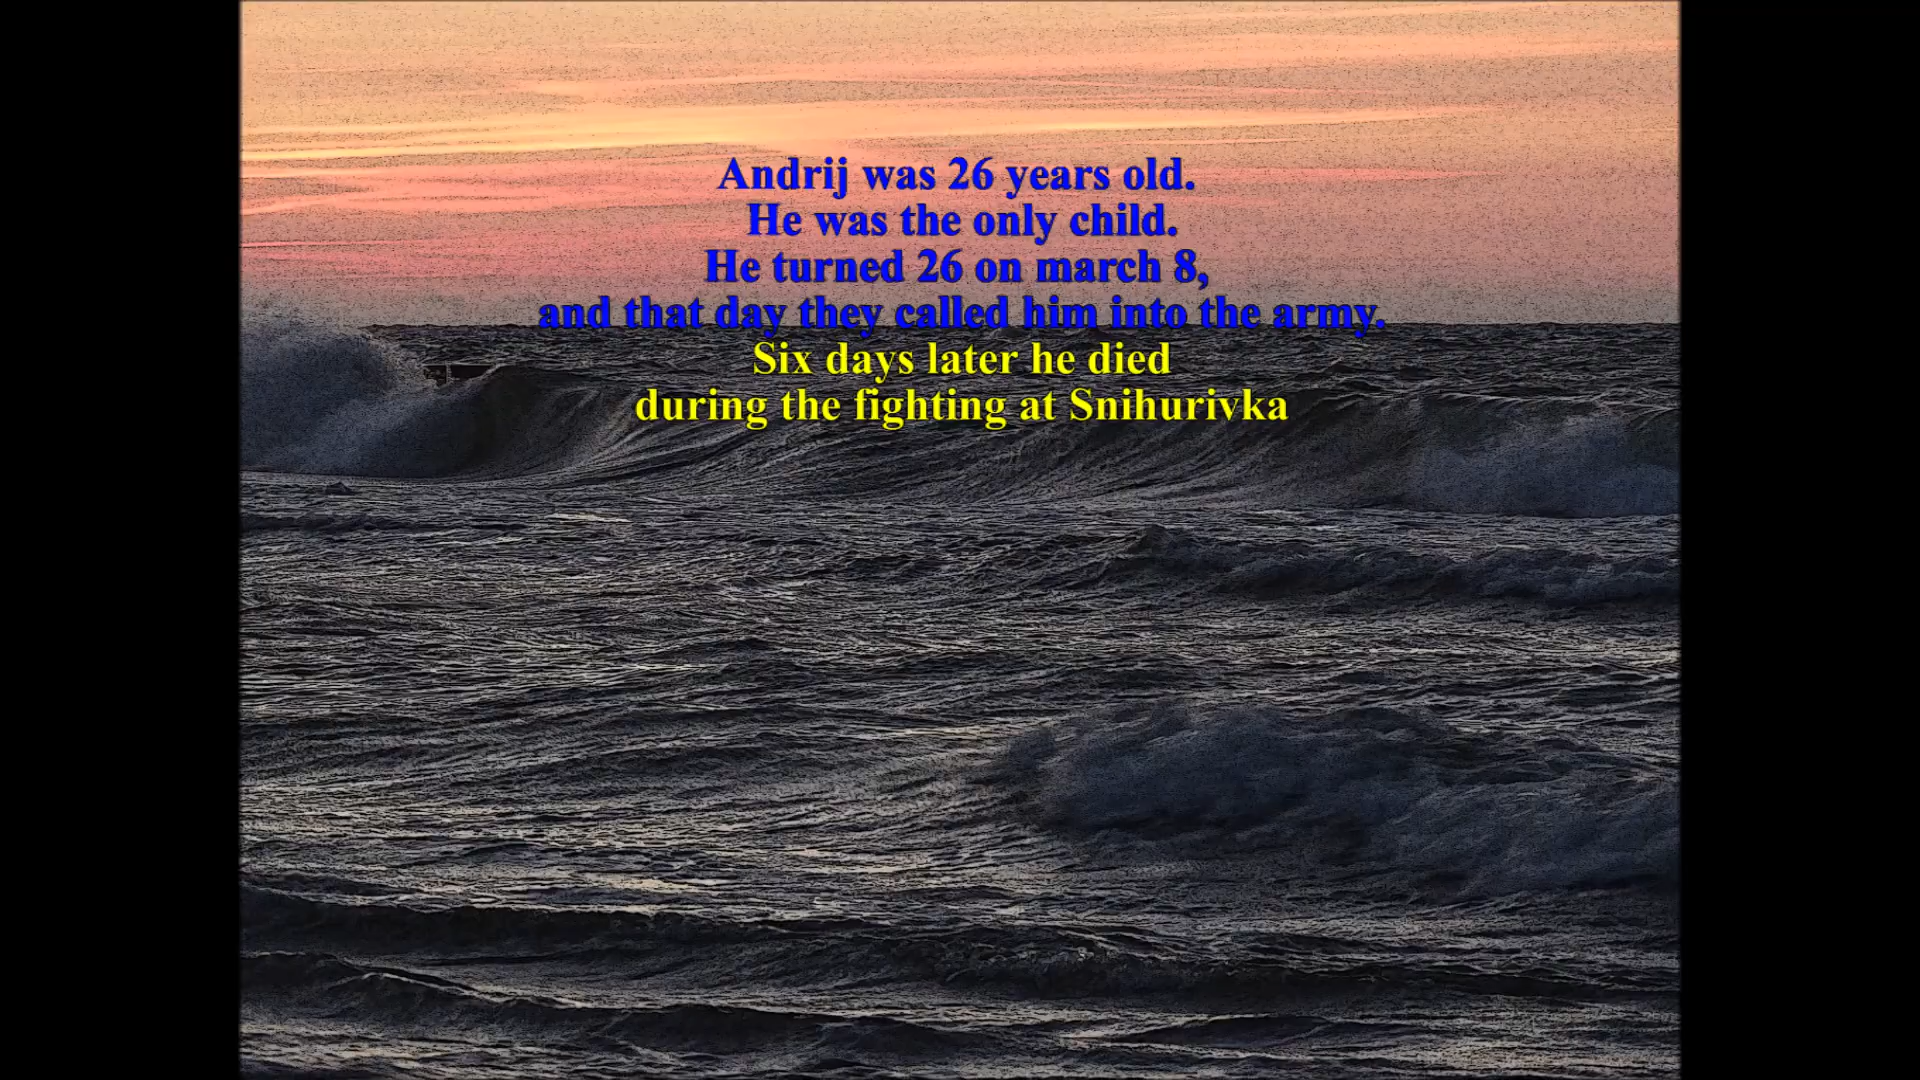 Andrij was 26 years old.
He was the only child.
He turned 26 on march 8,
and that day they called him into the army.
Six days later he died
during the fighting at Snihurivka